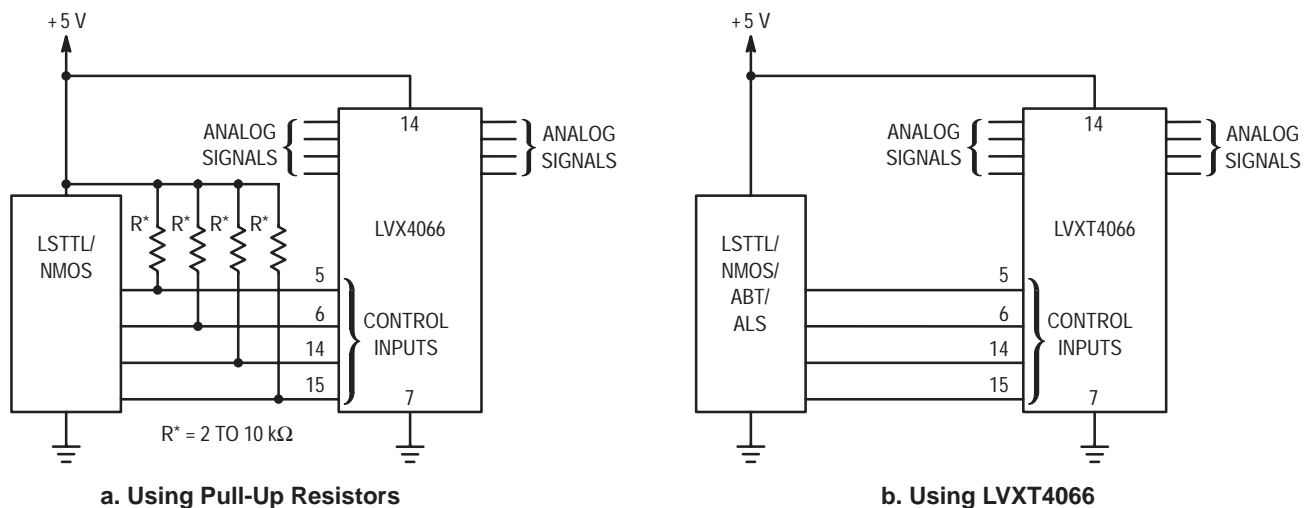 +5 V
14
ANALOG
SIGNALS
ANALOG
SIGNALS
R*
R*
R*
R*
LSTTL/
NMOS
LVX4066
5
6
14
15
CONTROL
INPUTS
7
R* = 2 TO 10 kΩ
a. Using Pull-Up Resistors
+5 V
14
ANALOG
SIGNALS
ANALOG
SIGNALS
LSTTL/
NMOS/
ABT/
ALS
LVXT4066
5
6
14
15
CONTROL
INPUTS
7
b. Using LVXT4066